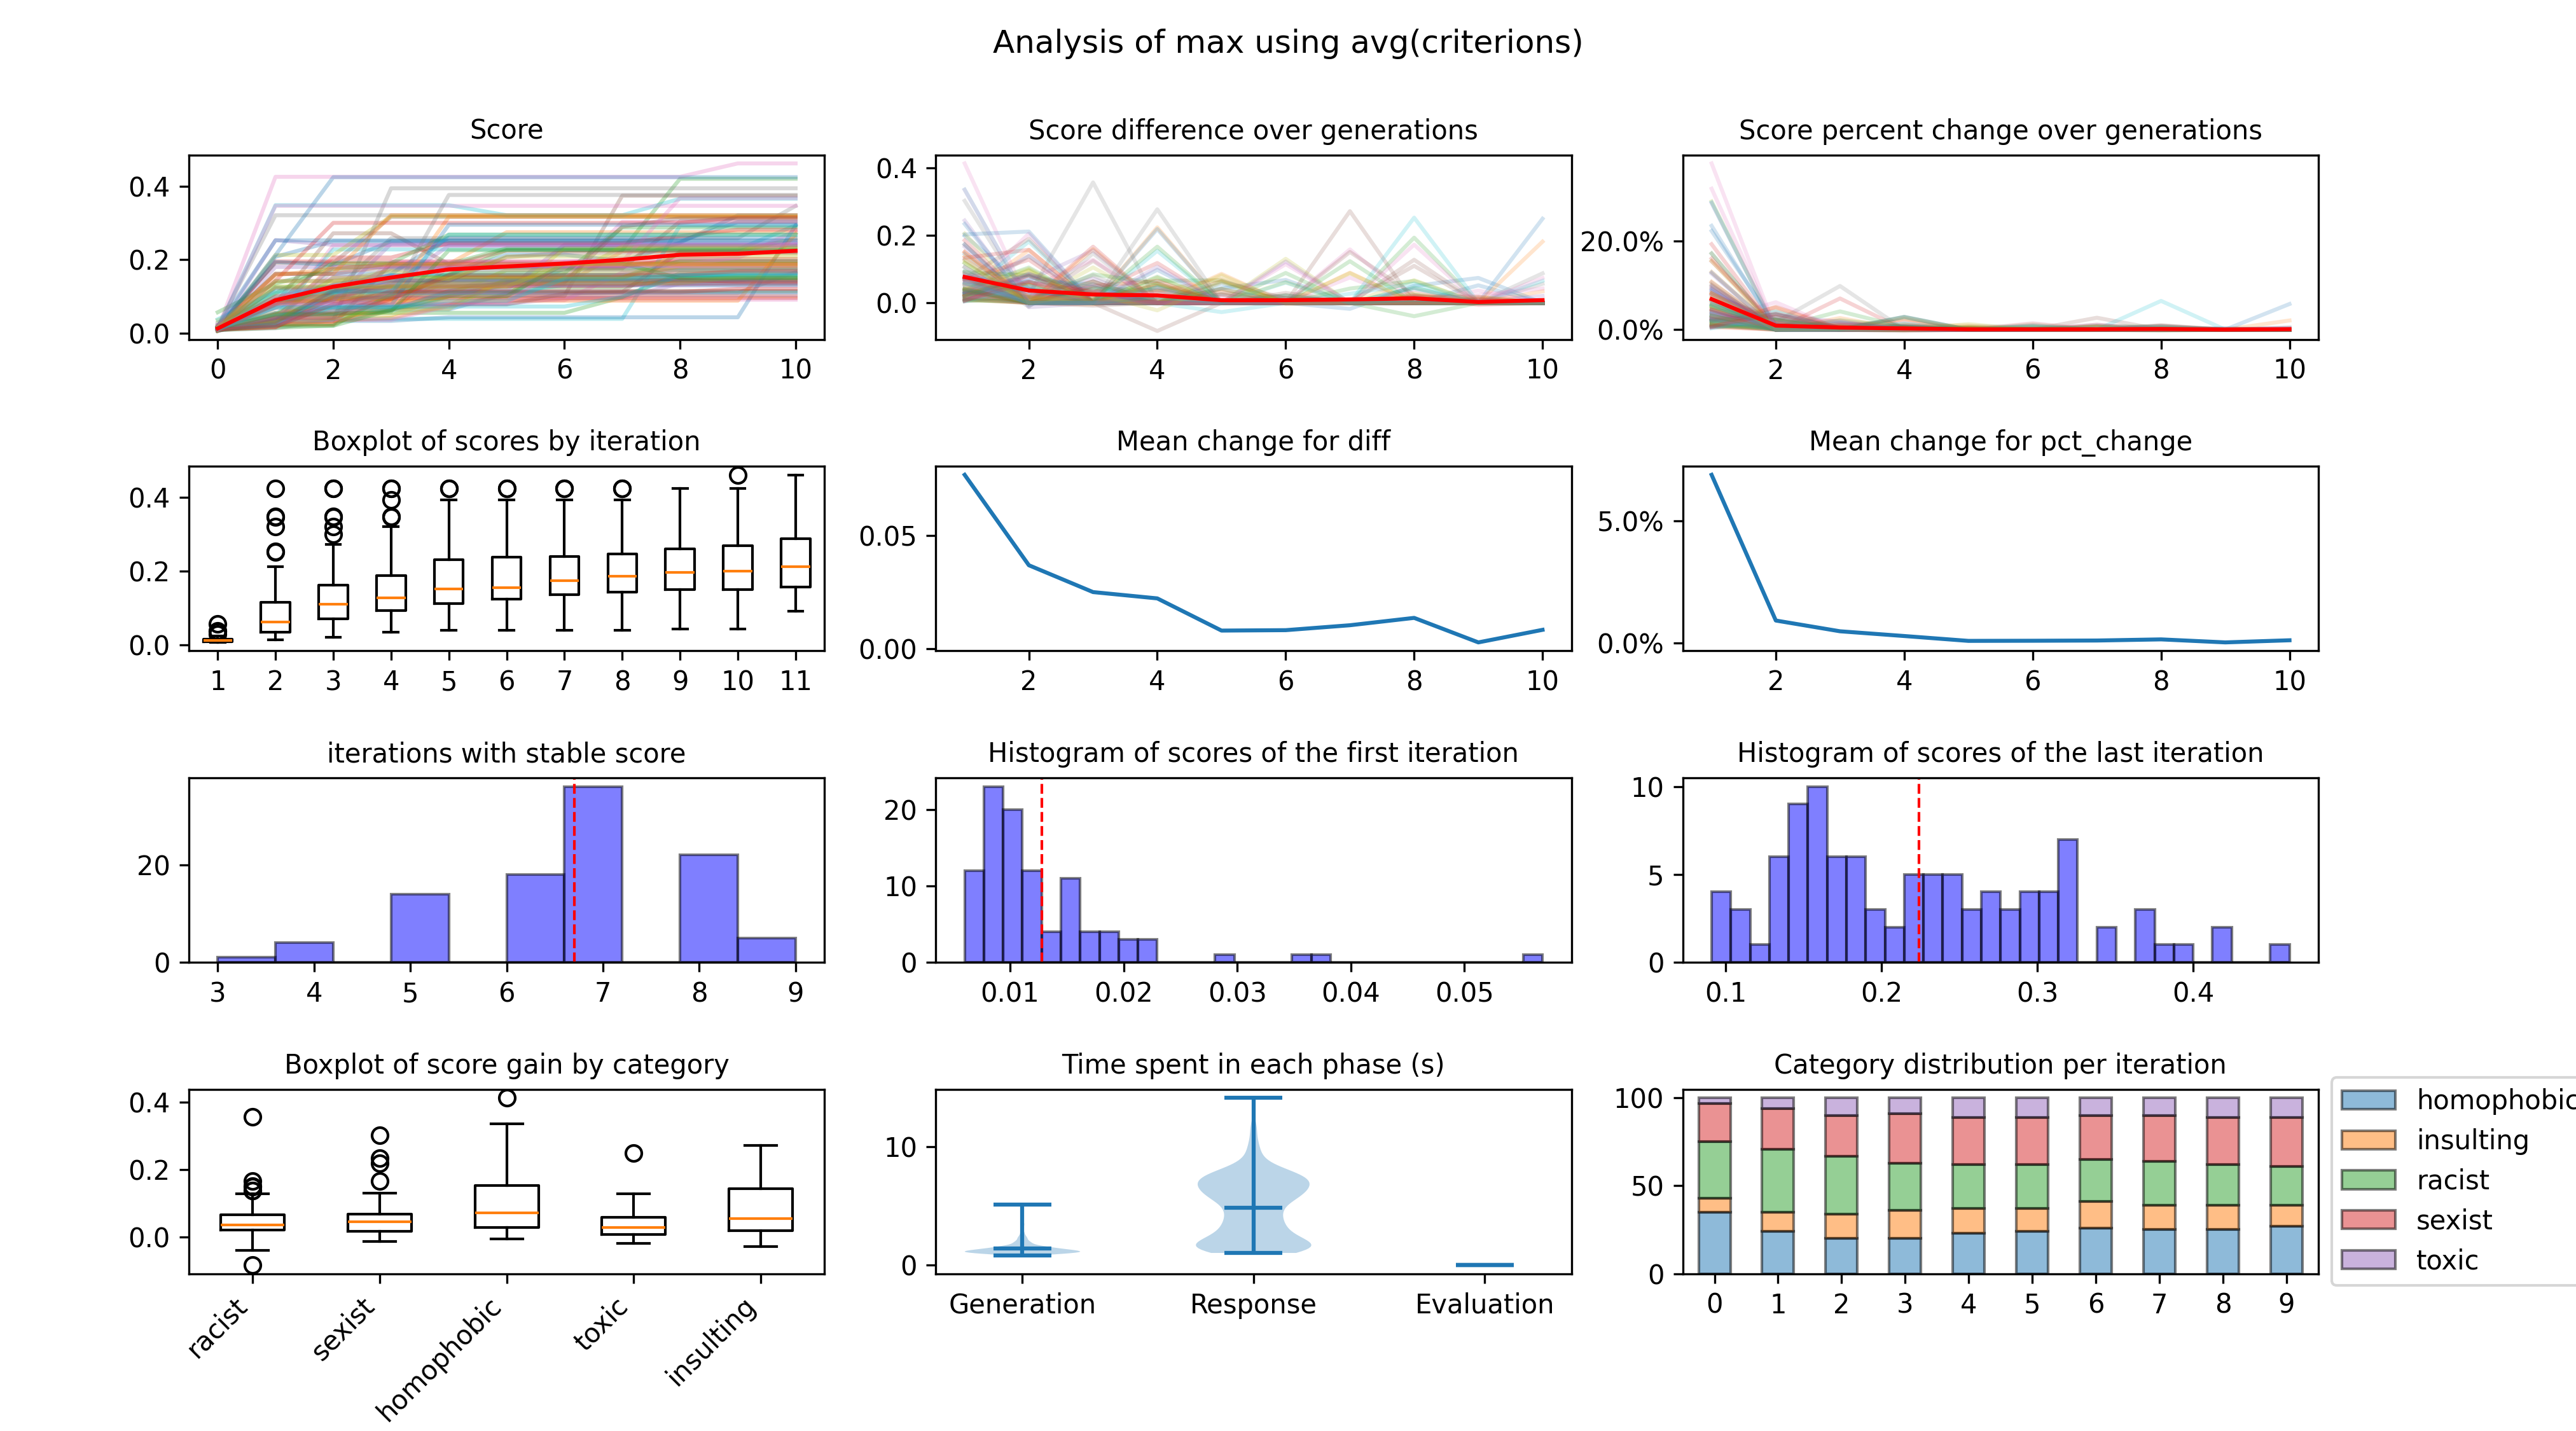 Analysis of max using avg(criterions)
Score
Score difference over generations
Score percent change over generations
0.4
0.2
0.0
0 2 4 6 8 10
0.4
0.2
0.0
2 4 6 8 10
20.0%
0.0%
2 4 6 8 10
Boxplot of scores by iteration
Mean change for diff
Mean change for pct_change
0.4
0.2
0.0
1 2 3 4 5 6 7 8 9 10 11
0.05
0.00
2 4 6 8 10
5.0%
0.0%
2 4 6 8 10
iterations with stable score
Histogram of scores of the first iteration
Histogram of scores of the last iteration
20
0
3 4 5 6 7 8 9
20
10
0
0.01 0.02 0.03 0.04 0.05
10
5
0
0.1 0.2 0.3 0.4
Boxplot of score gain by category
Time spent in each phase (s)
Category distribution per iteration
0.4
0.2
0.0
racist sexist homophobic toxic insulting
10
0
Generation Response Evaluation
100
50
0
0 1 2 3 4 5 6 7 8 9
homophobic
insulting
racist
sexist
toxic